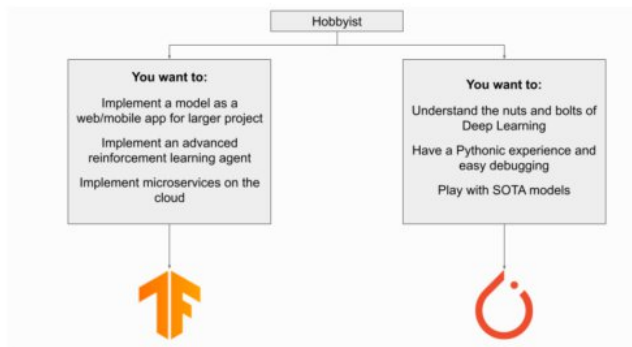 Hobbyist
You want to:
Implement a model as a
web/mobile app for larger project
Implement an advanced
reinforcement learning agent
Implement microservices on the
cloud
You want to:
Understand the nuts and bolts of
Deep Learning
Have a Pythonic experience and
easy debugging
Play with SOTA models